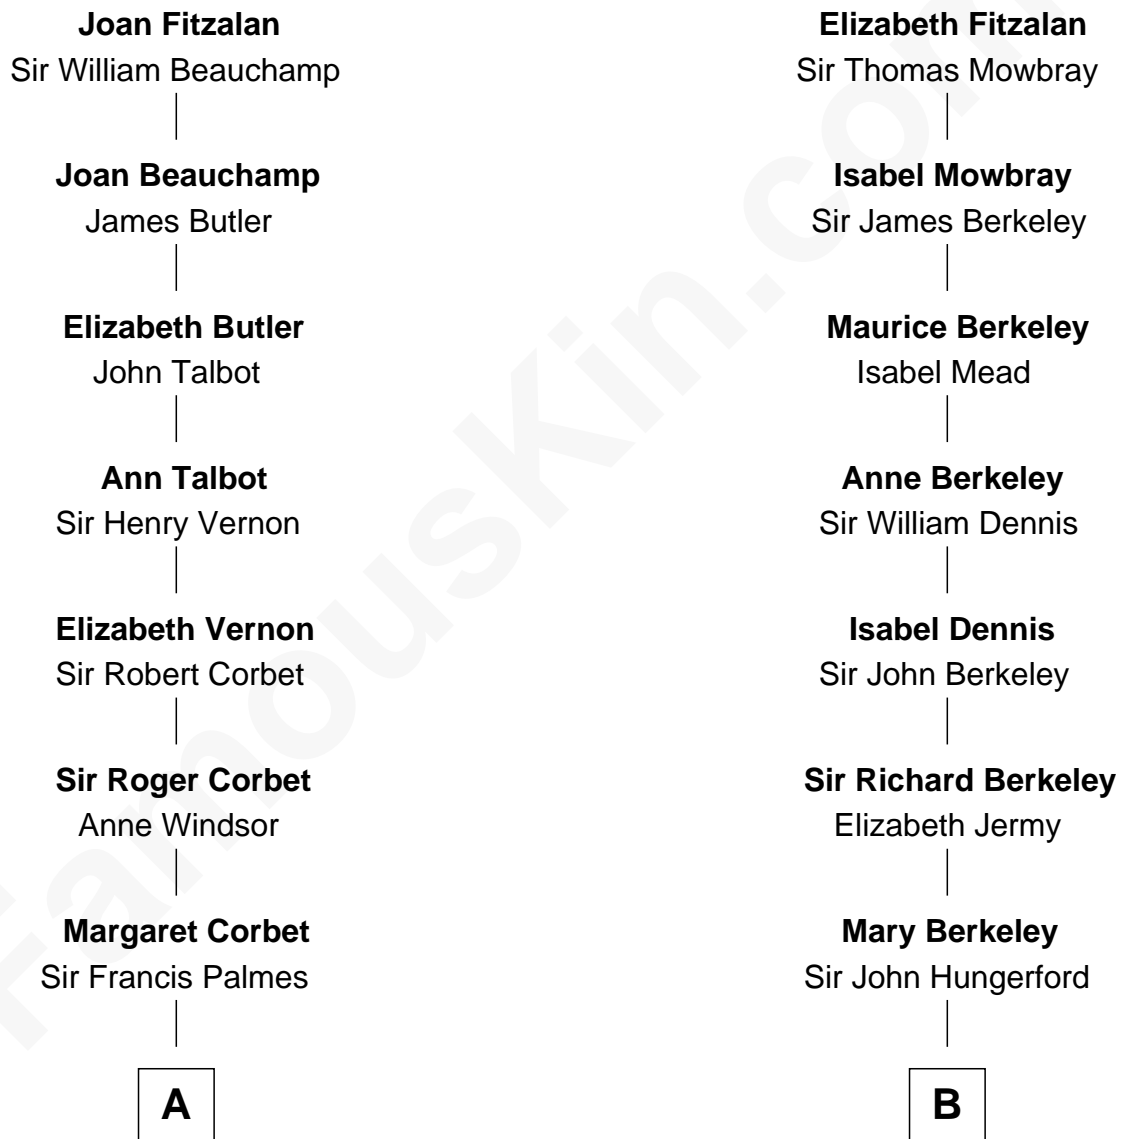 Joan Fitzalan
Sir William Beauchamp
Joan Beauchamp
James Butler
Elizabeth Butler
John Talbot
Ann Talbot
Sir Henry Vernon
Elizabeth Vernon
Sir Robert Corbet
Sir Roger Corbet
Anne Windsor
Margaret Corbet
Sir Francis Palmes
A
Elizabeth Fitzalan
Sir Thomas Mowbray
Isabel Mowbray
Sir James Berkeley
Maurice Berkeley
Isabel Mead
Anne Berkeley
Sir William Dennis
Isabel Dennis
Sir John Berkeley
Sir Richard Berkeley
Elizabeth Jermy
Mary Berkeley
Sir John Hungerford
B
FamousKin.com